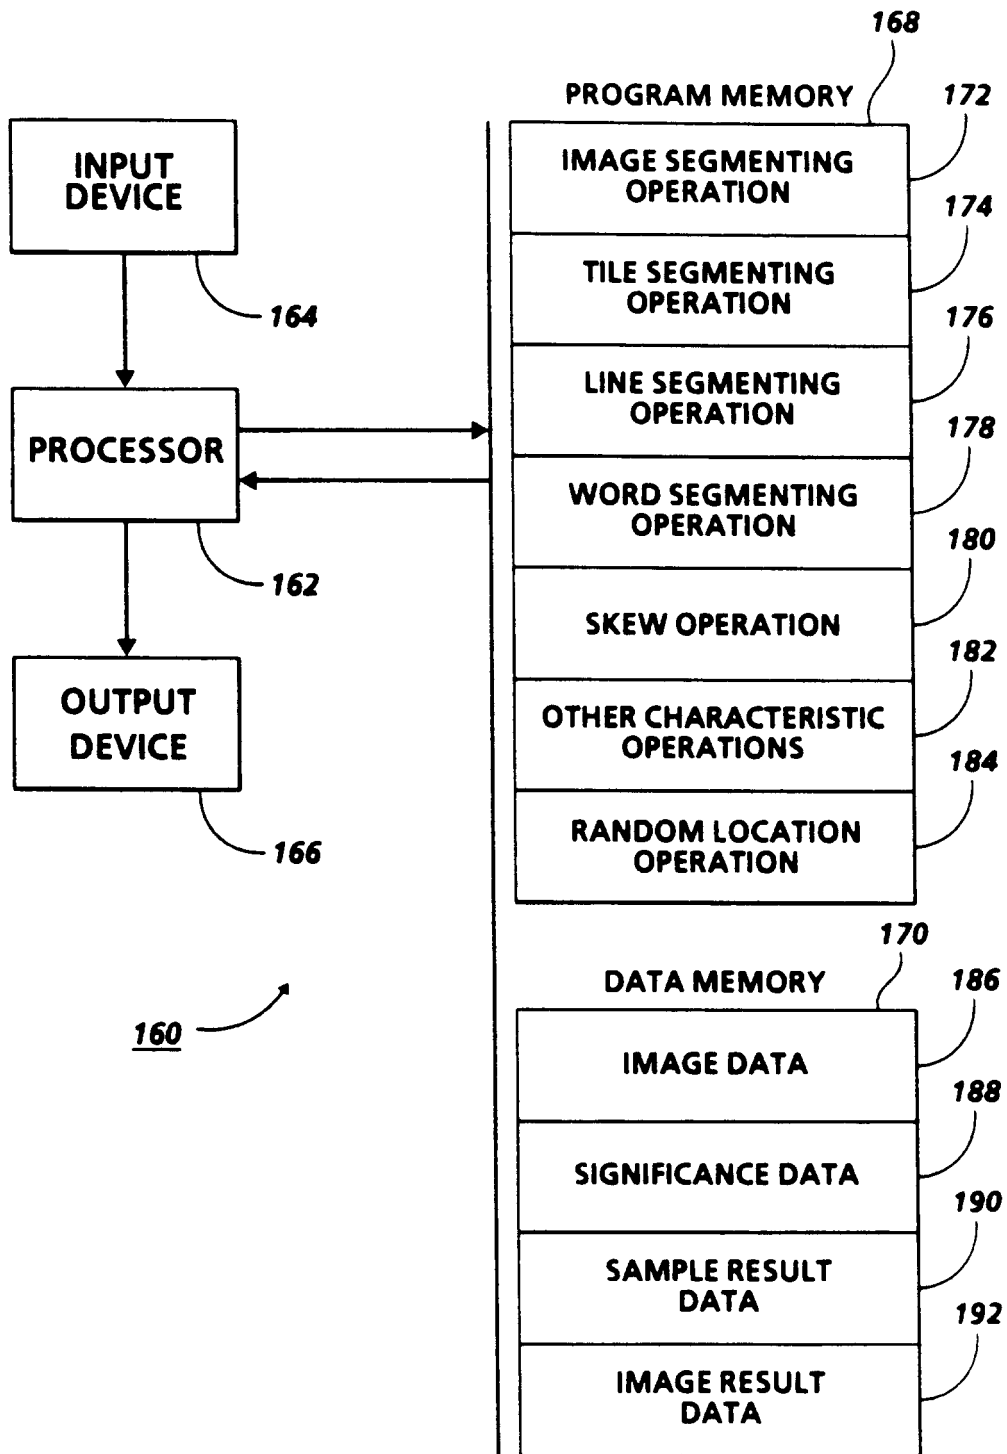 INPUT
DEVICE
164
PROCESSOR
162
OUTPUT
DEVICE
166
160
168
PROGRAM MEMORY
172
IMAGE SEGMENTING
OPERATION
174
TILE SEGMENTING
OPERATION
176
LINE SEGMENTING
OPERATION
178
WORD SEGMENTING
OPERATION
180
SKEW OPERATION
182
OTHER CHARACTERISTIC
OPERATIONS
184
RANDOM LOCATION
OPERATION
170
DATA MEMORY
186
IMAGE DATA
188
SIGNIFICANCE DATA
190
SAMPLE RESULT
DATA
192
IMAGE RESULT
DATA